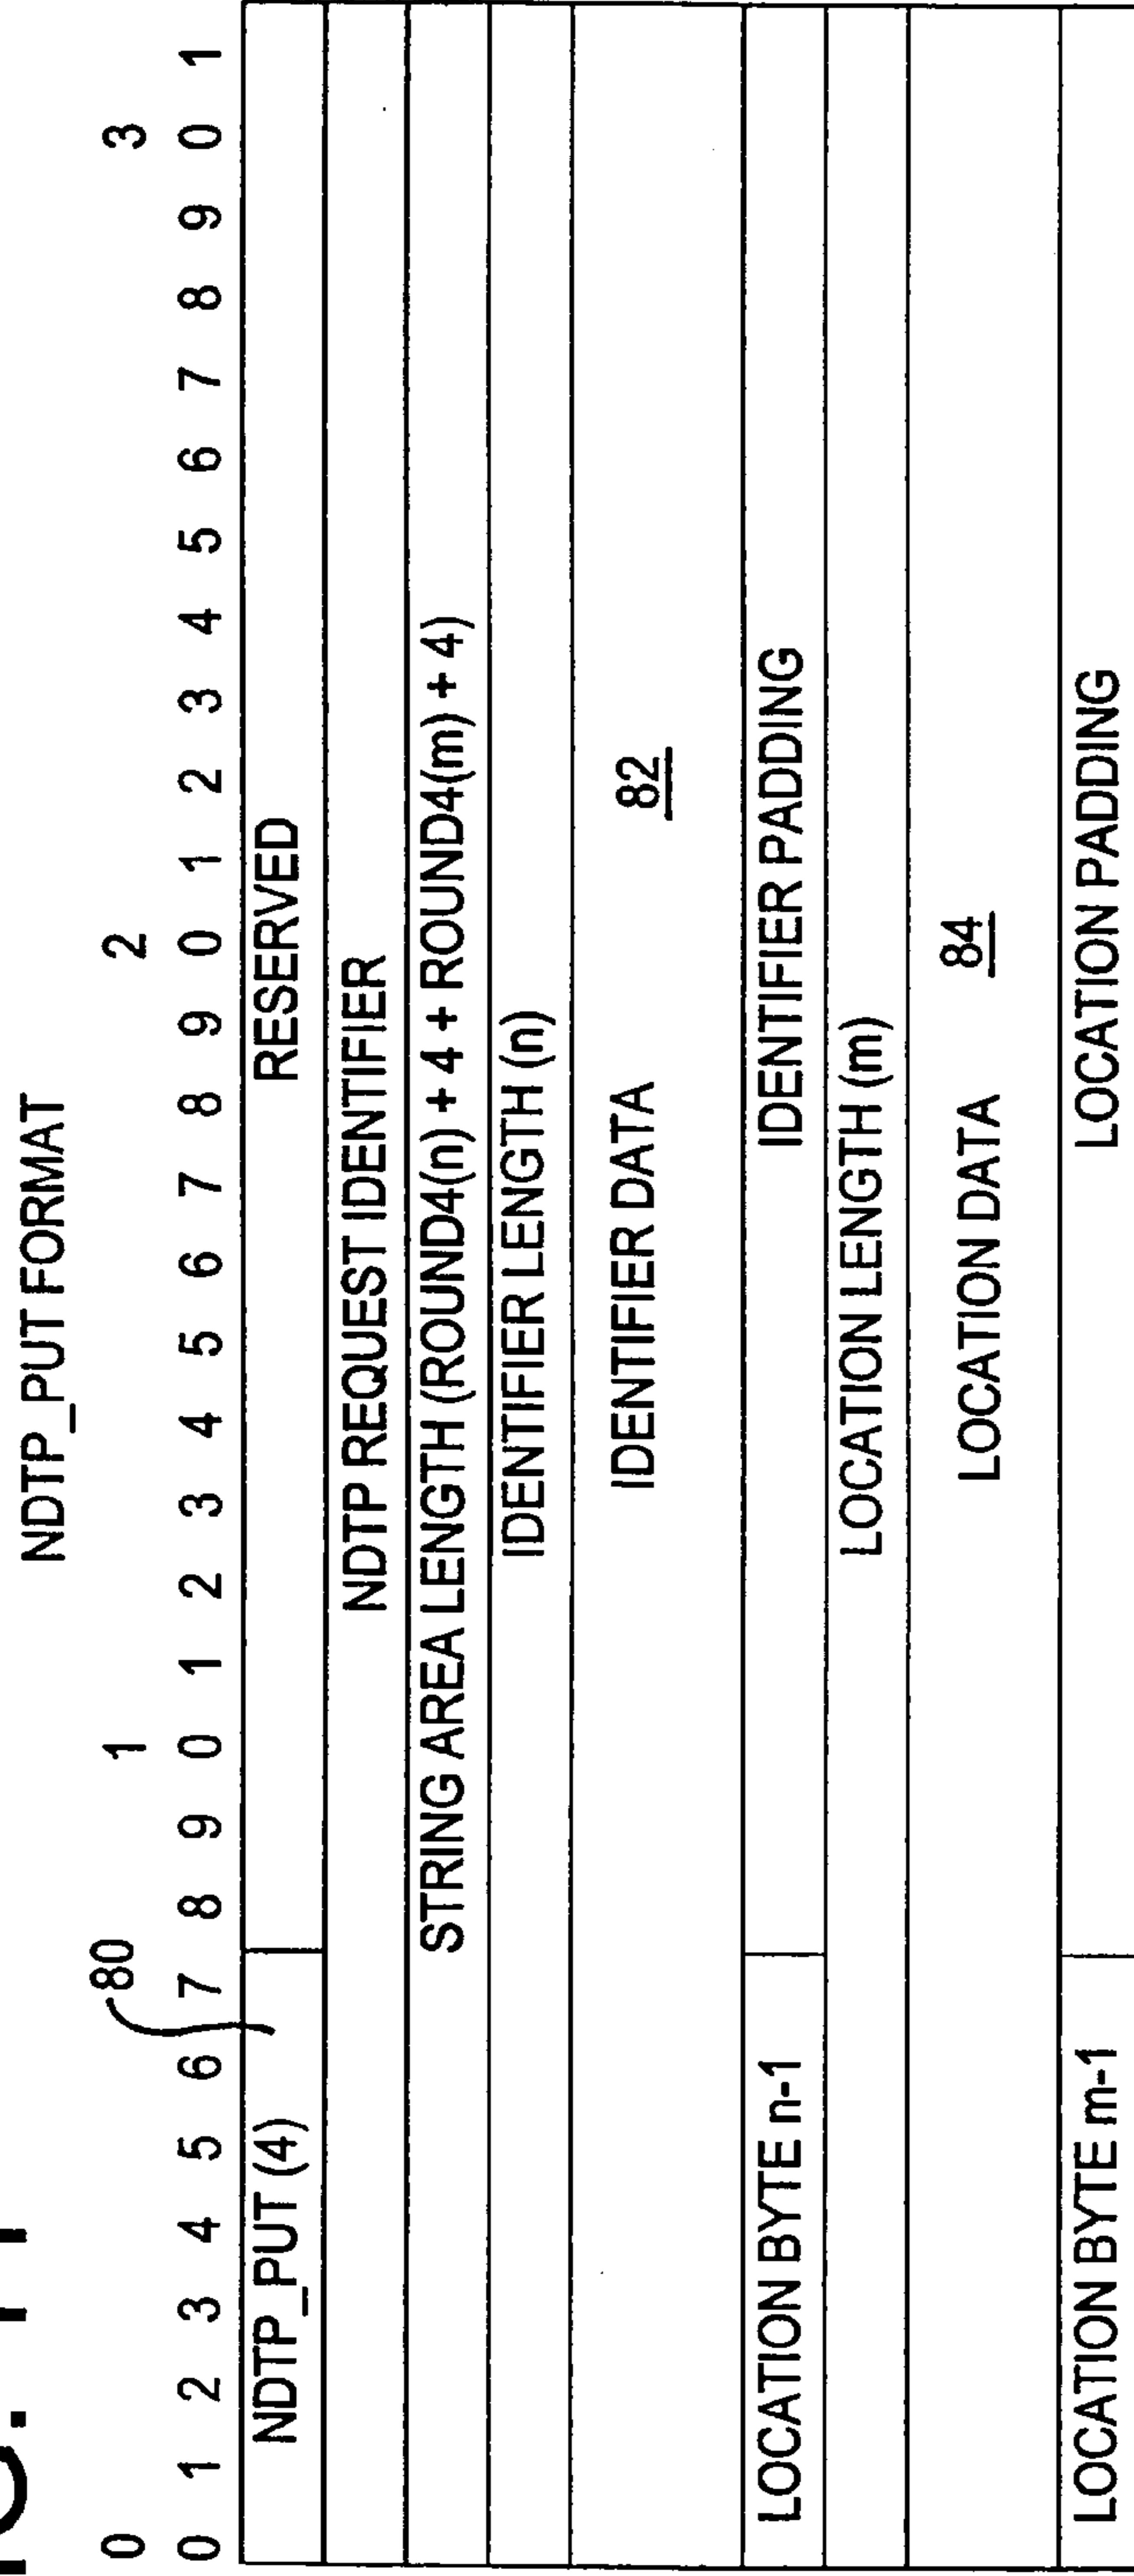 NDTP_PUT FORMAT
0 1 2 3
0 1 2 3 4 5 6 7 8 9 0 1 2 3 4 5 6 7 8 9 0 1 2 3 4 5 6 7 8 9 0 1
80
NDTP_PUT (4) RESERVED
NDTP REQUEST IDENTIFIER
STRING AREA LENGTH (ROUND4(n) + 4 + ROUND4(m) + 4)
IDENTIFIER LENGTH (n)
IDENTIFIER DATA 82
LOCATION BYTE n-1 IDENTIFIER PADDING
LOCATION LENGTH (m)
LOCATION DATA 84
LOCATION BYTE m-1 LOCATION PADDING